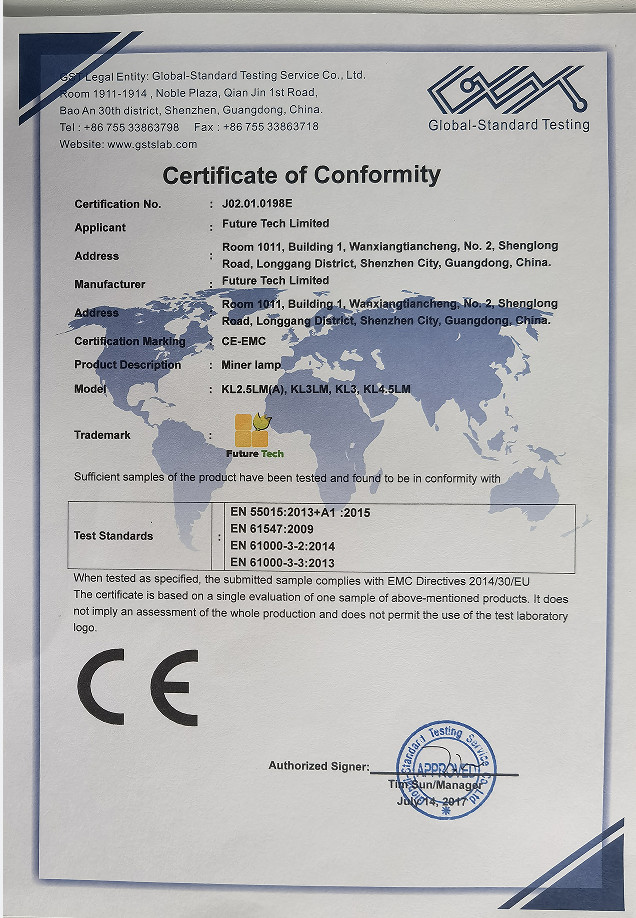 GST Legal Entity: Global-Standard Testing Service Co., Ltd.
Room 1911-1914 , Noble Plaza, Qian Jin 1st Road,
Bao An 30th district, Shenzhen, Guangdong, China.
Tel : +86 755 33863798 Fax : +86 755 33863718
Website: www.gstslab.com
GST
Global-Standard Testing
Certificate of Conformity
Certification No. : J02.01.0198E
Applicant : Future Tech Limited
Address : Room 1011, Building 1, Wanxiangtiancheng, No. 2, Shenglong
Road, Longgang District, Shenzhen City, Guangdong, China.
Manufacturer : Future Tech Limited
Address : Room 1011, Building 1, Wanxiangtiancheng, No. 2, Shenglong
Road, Longgang District, Shenzhen City, Guangdong, China.
Certification Marking : CE-EMC
Product Description : Miner lamp
Model : KL2.5LM(A), KL3LM, KL3, KL4.5LM
Trademark :
Future Tech
Sufficient samples of the product have been tested and found to be in conformity with
Test Standards :
EN 55015:2013+A1 :2015
EN 61547:2009
EN 61000-3-2:2014
EN 61000-3-3:2013
When tested as specified, the submitted sample complies with EMC Directives 2014/30/EU
The certificate is based on a single evaluation of one sample of above-mentioned products. It does
not imply an assessment of the whole production and does not permit the use of the test laboratory
logo.
CE
Authorized Signer:
Global-Standard Testing Service Co.,Ltd
APPROVED
Tim Sun/Manager
July 14, 2017